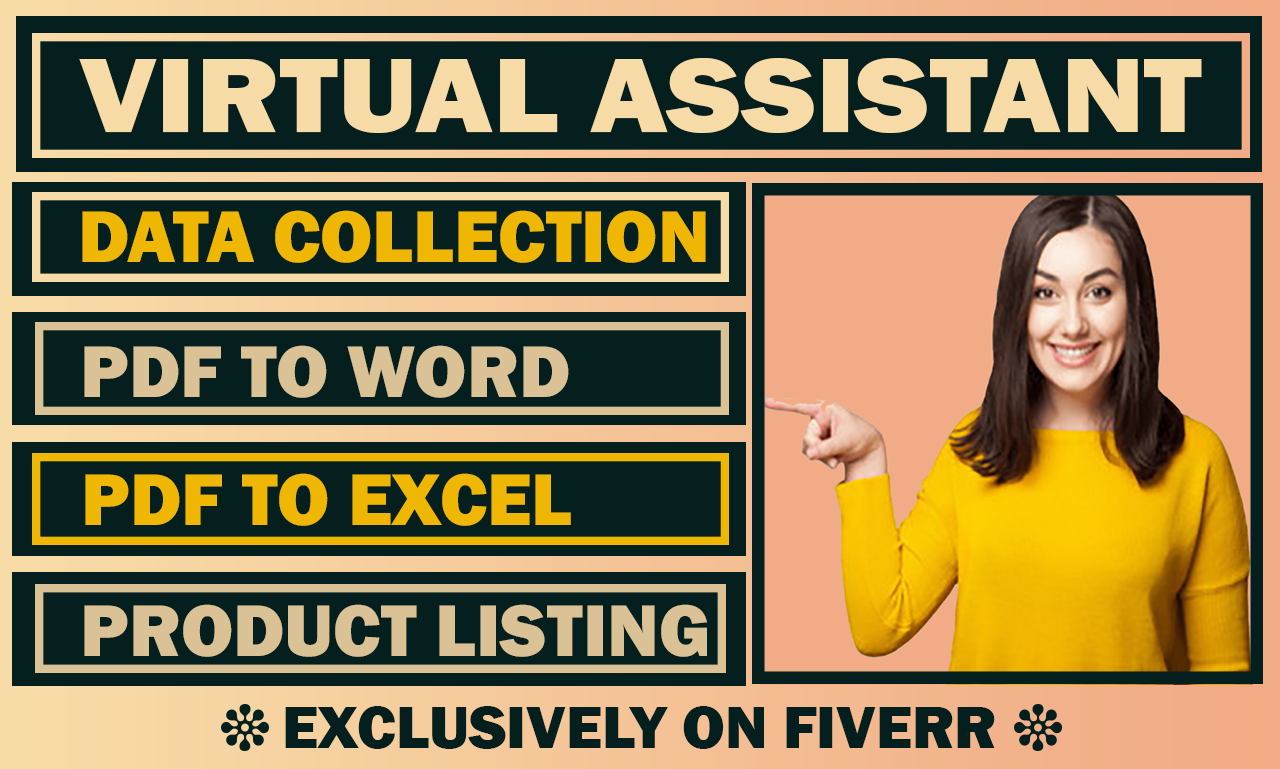 VIRTUAL ASSISTANT
DATA COLLECTION
PDF TO WORD
PDF TO EXCEL
PRODUCT LISTING
EXCLUSIVELY ON FIVERR